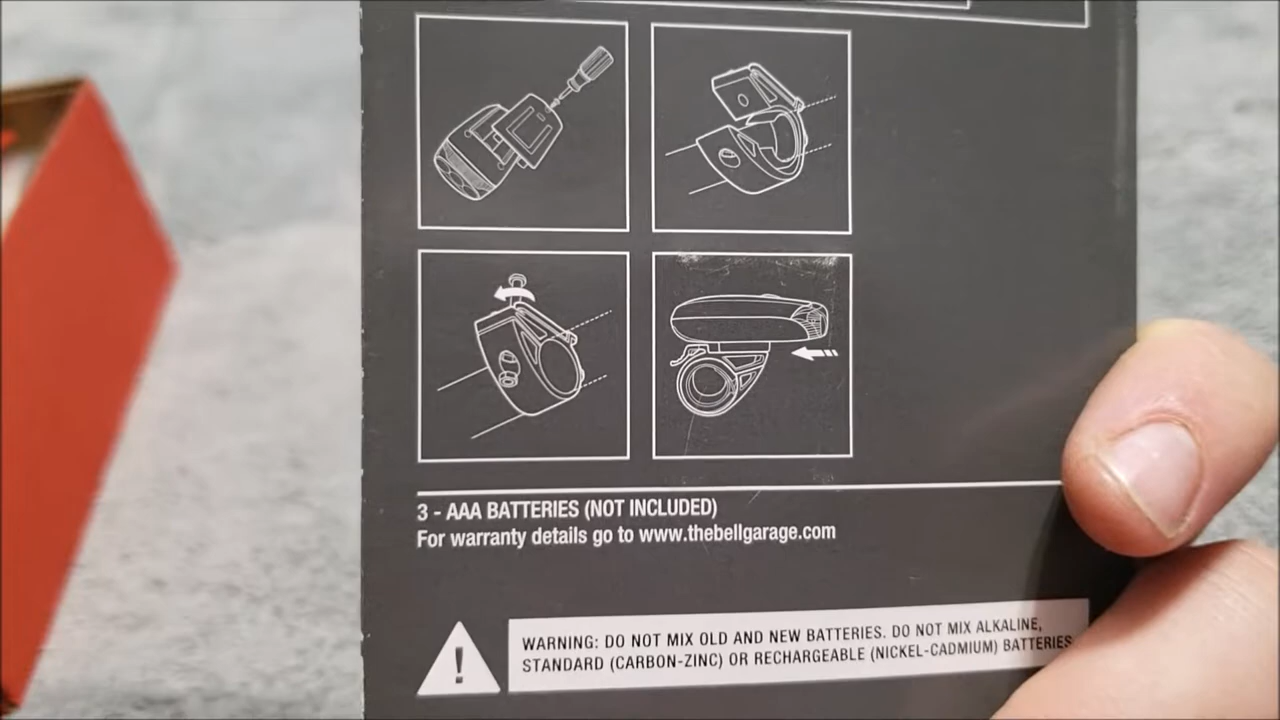 3 - AAA BATTERIES (NOT INCLUDED)
For warranty details go to www.thebellgarage.com
WARNING: DO NOT MIX OLD AND NEW BATTERIES. DO NOT MIX ALKALINE,
STANDARD (CARBON-ZINC) OR RECHARGEABLE (NICKEL-CADMIUM) BATTERIES